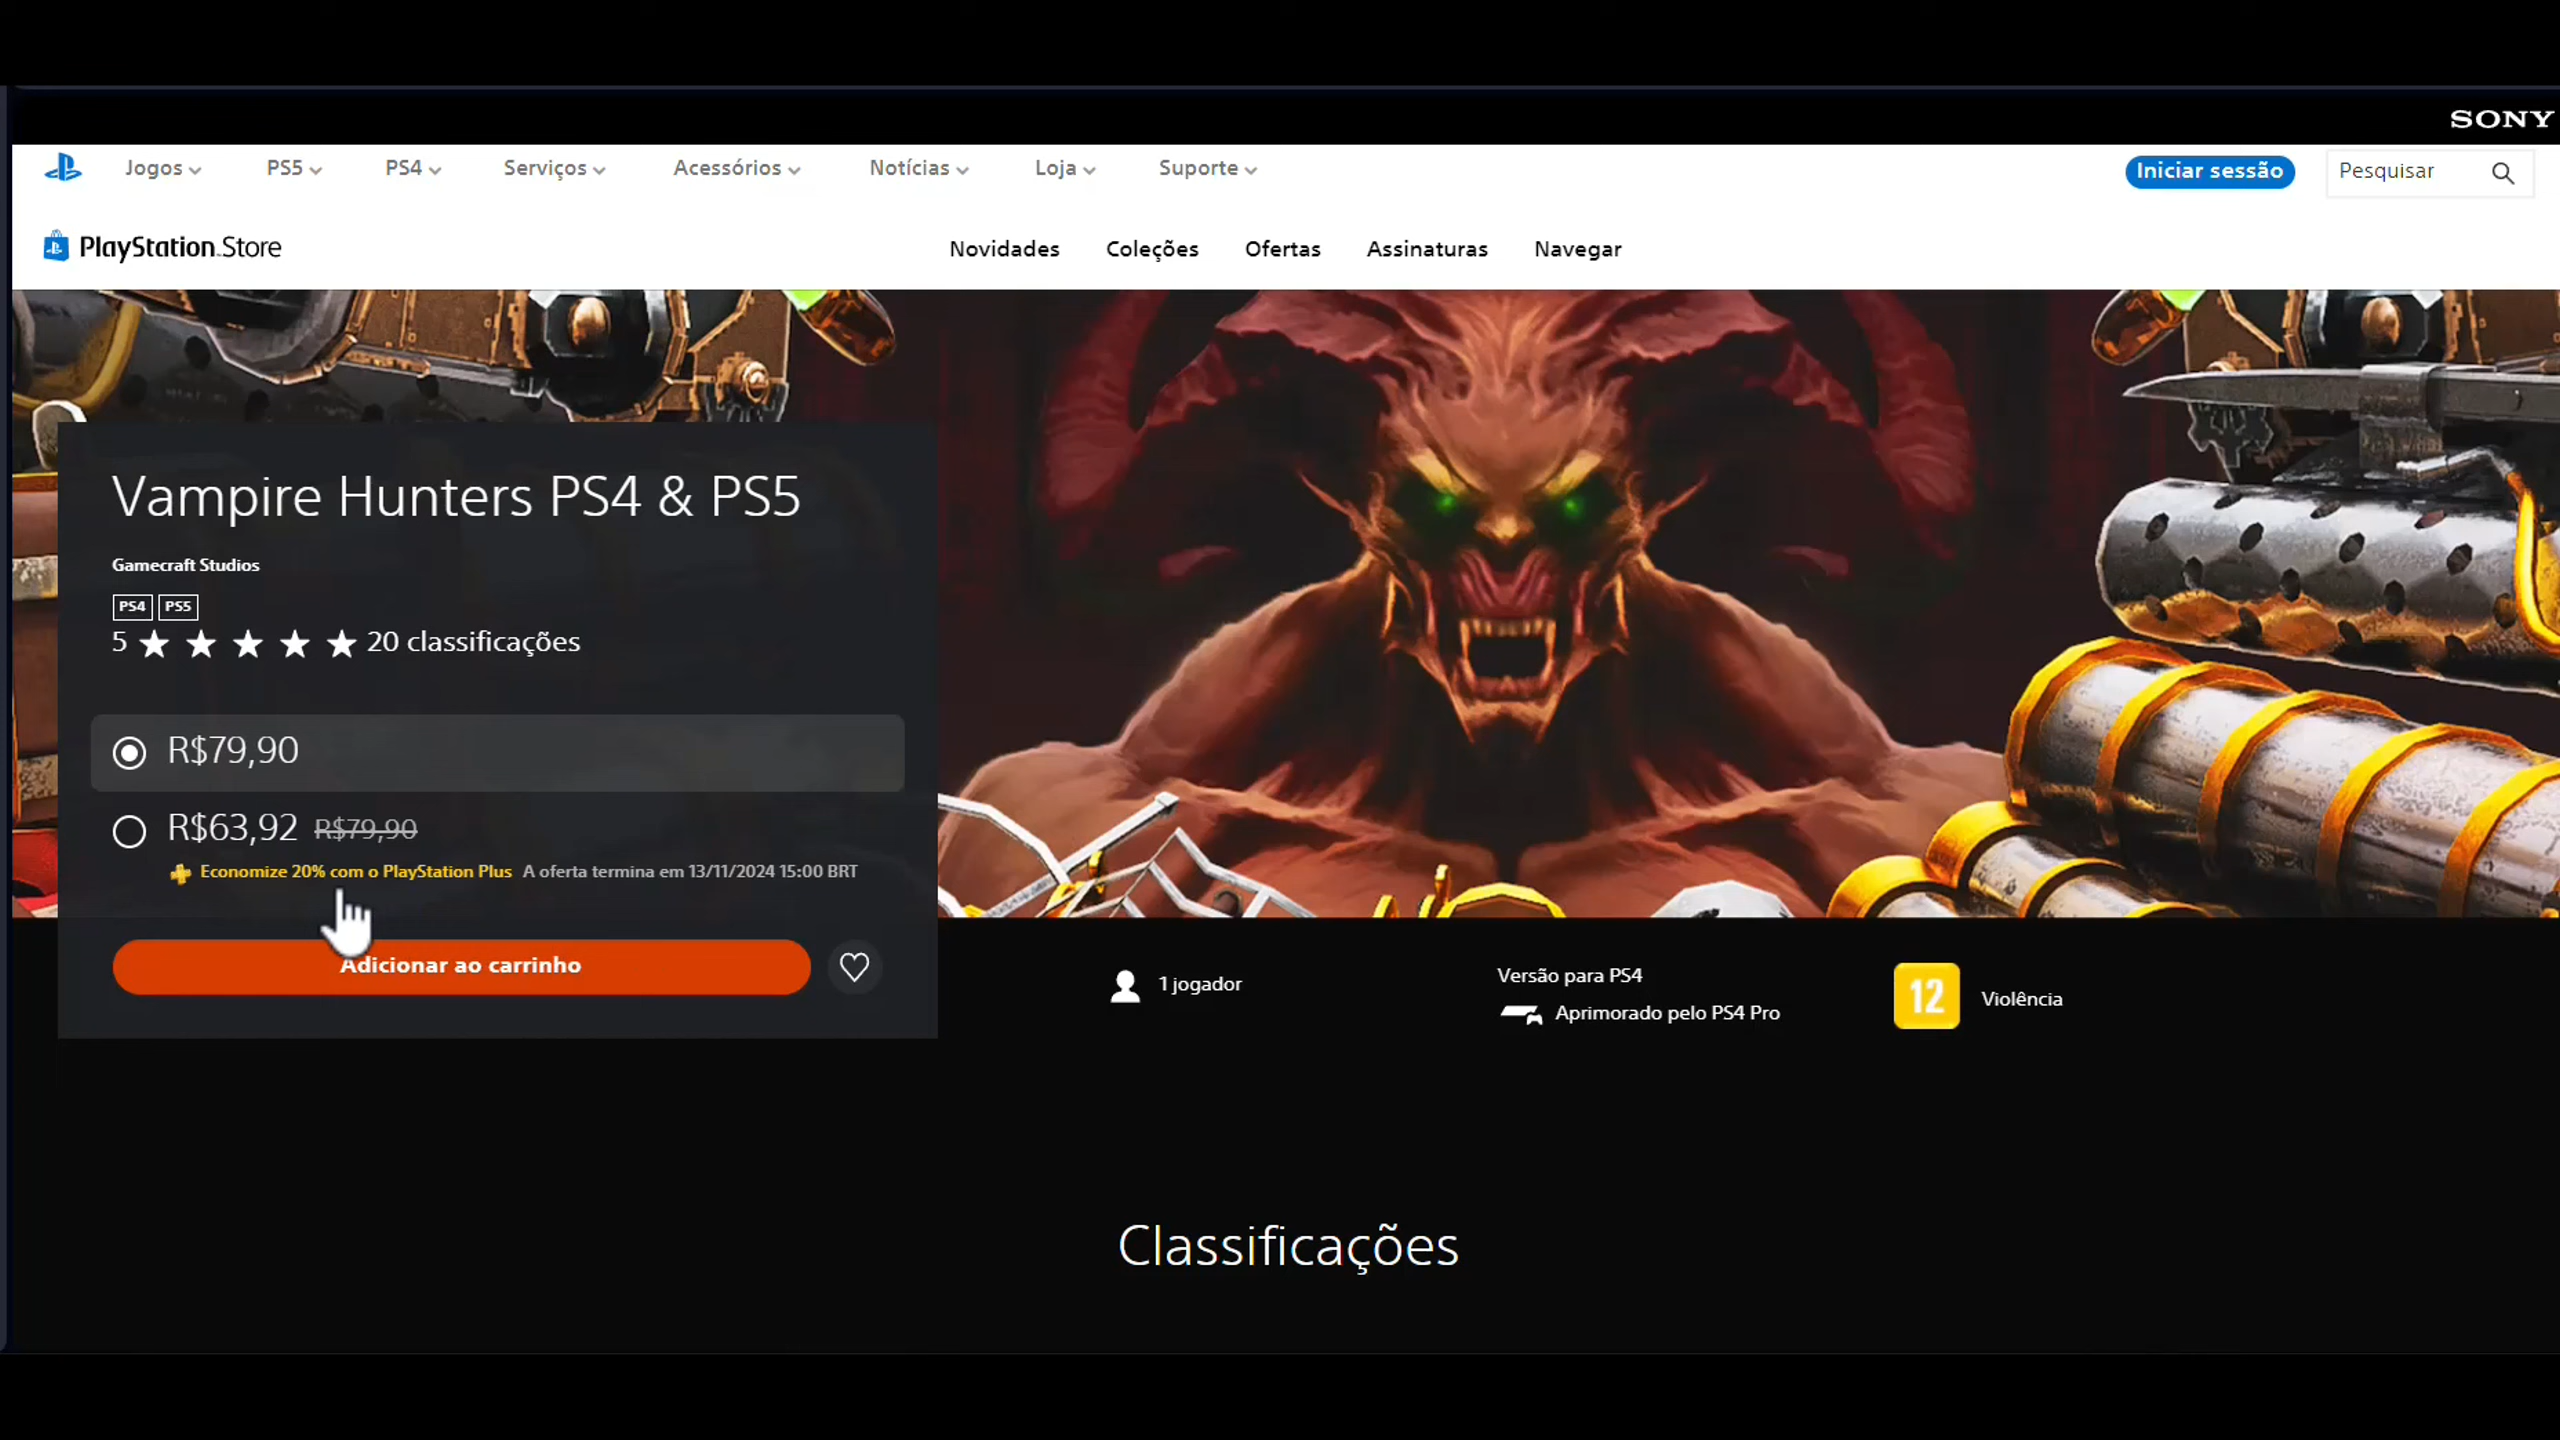 SONY
Jogos PS5 PS4 Serviços Acessórios Notícias Loja Suporte Iniciar sessão Pesquisar
PlayStation Store Novidades Coleções Ofertas Assinaturas Navegar
Vampire Hunters PS4 & PS5
Gamecraft Studios
PS4 PS5
5 20 classificações
R$79,90
R$63,92 R$79,90
Economize 20% com o PlayStation Plus A oferta termina em 13/11/2024 15:00 BRT
Adicionar ao carrinho
1 jogador
Versão para PS4
Aprimorado pelo PS4 Pro
12 Violência
Classificações